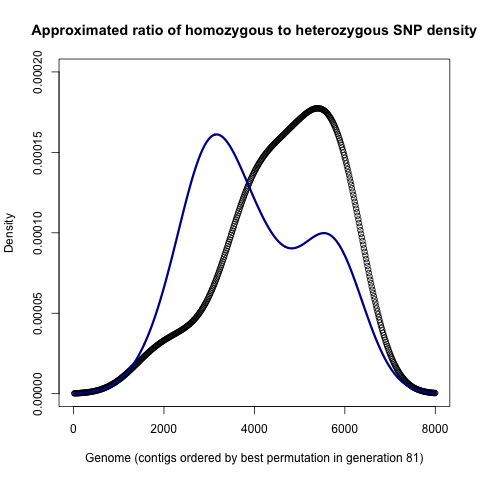 Approximated ratio of homozygous to heterozygous SNP density
0.00020
0.00015
0.00010
0.00005
0.00000
Density
0 2000 4000 6000 8000
Genome (contigs ordered by best permutation in generation 81)